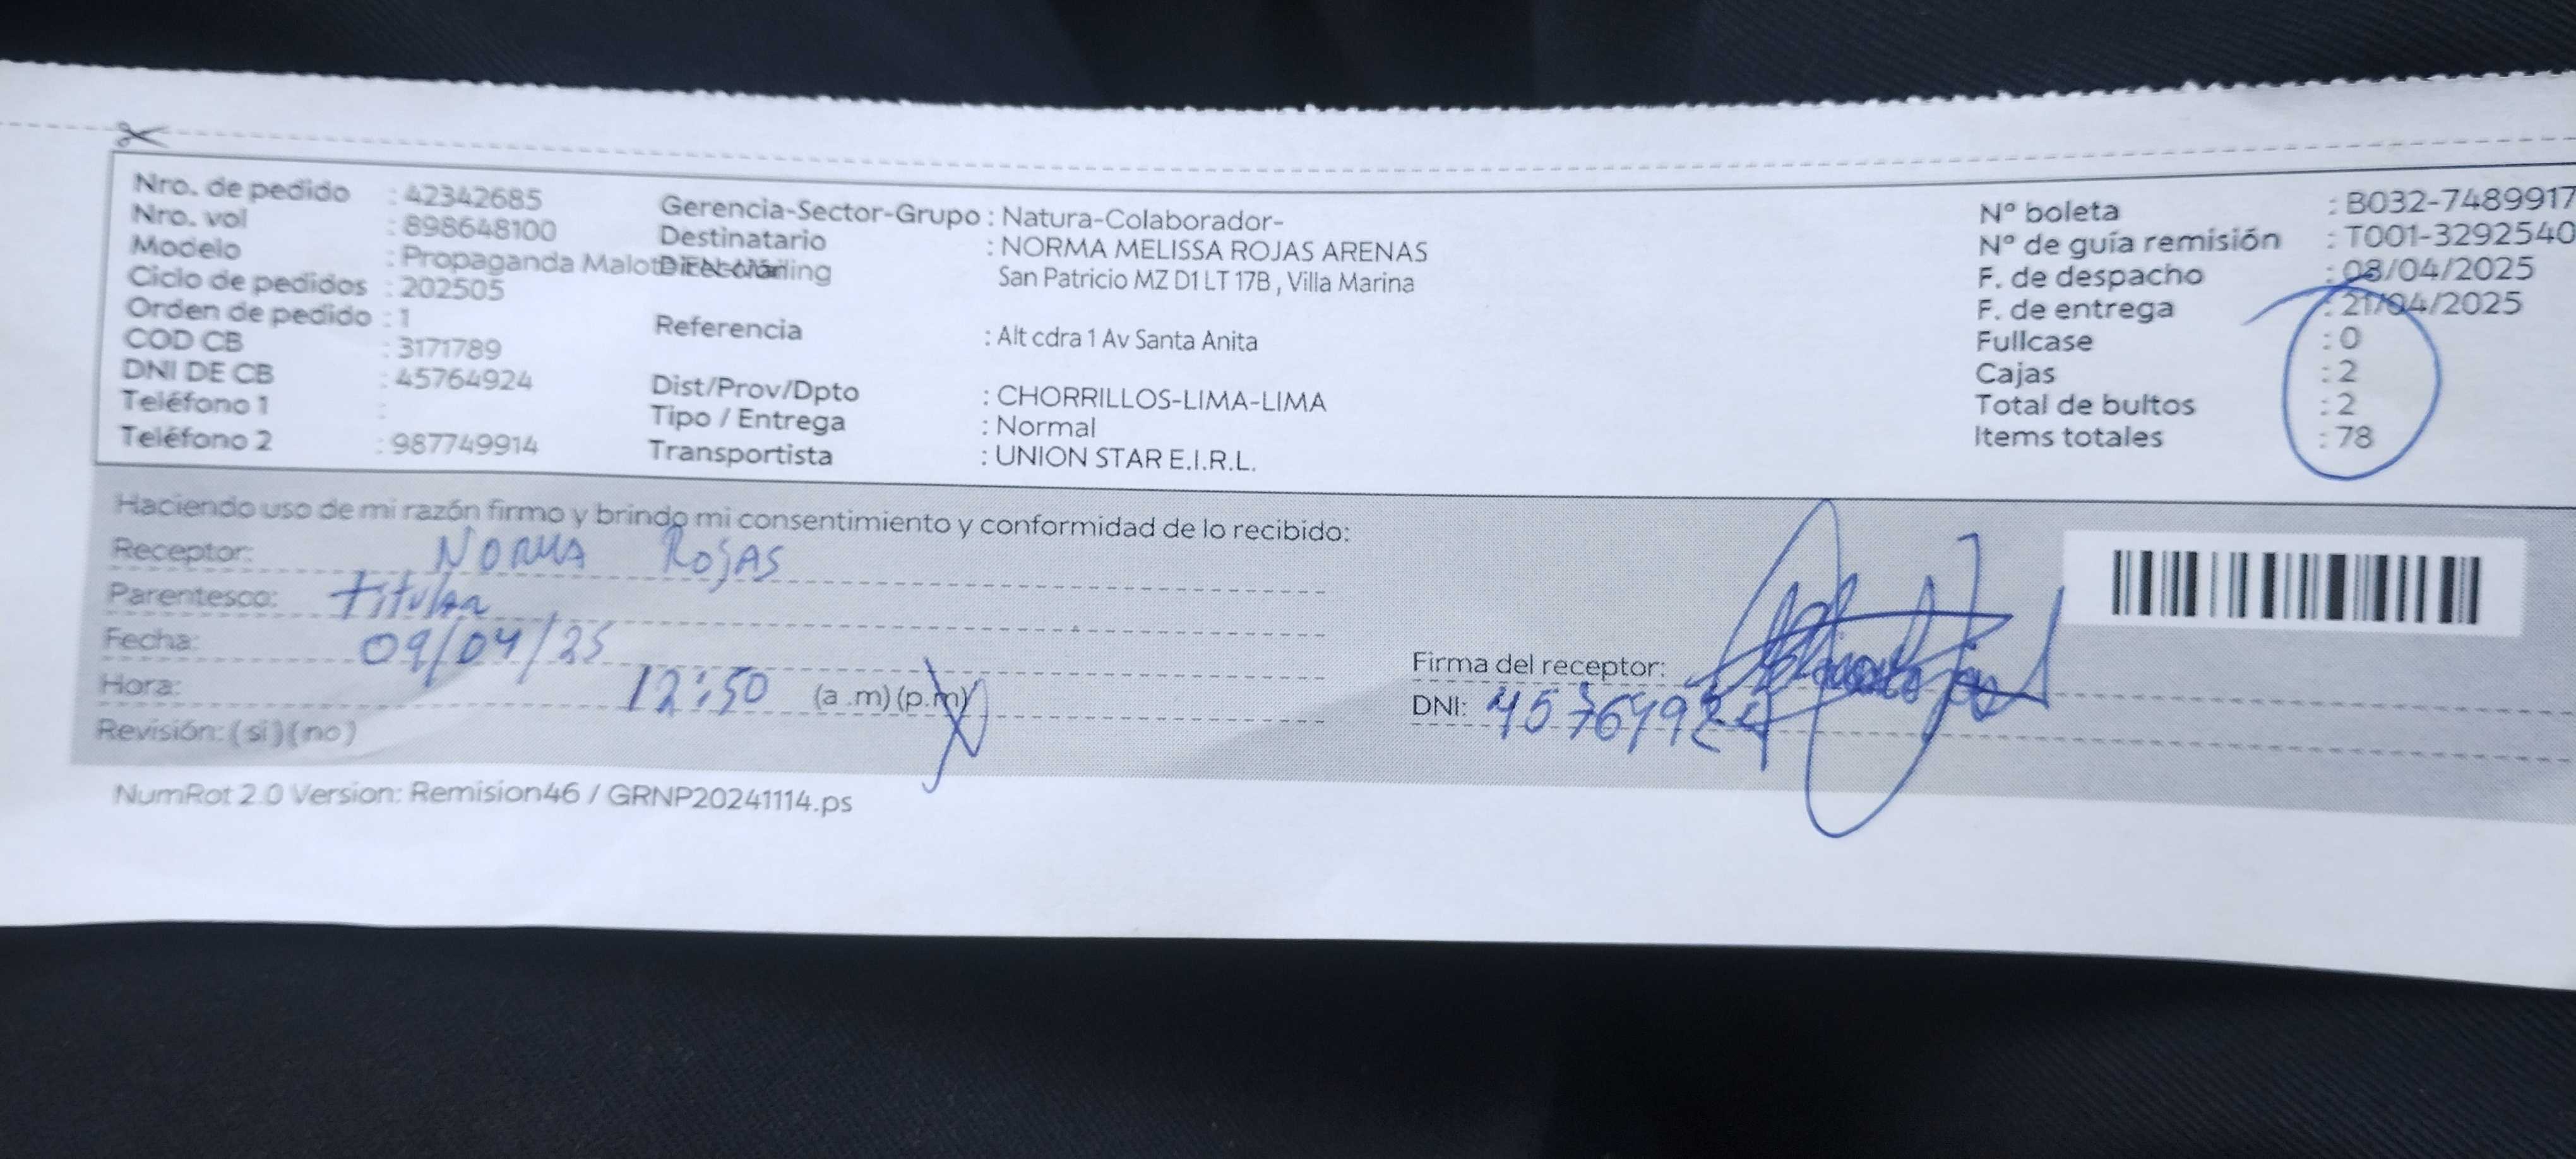 Nro. de pedido : 42342685
Nro. vol : 898648100
Modelo : Propaganda
Ciclo de pedidos : 202505
Orden de pedido : 1
COD CB : 3171789
DNI DE CB : 45764924
Teléfono 1 :
Teléfono 2 : 987749914
Gerencia-Sector-Grupo : Natura-Colaborador-
Destinatario : NORMA MELISSA ROJAS ARENAS
San Patricio MZ D1 LT 17B , Villa Marina
Referencia : Alt cdra 1 Av Santa Anita
Dist/Prov/Dpto : CHORRILLOS-LIMA-LIMA
Tipo / Entrega : Normal
Transportista : UNION STAR E.I.R.L.
N° boleta : B032-7489917
N° de guía remisión : T001-3292540
F. de despacho : 08/04/2025
F. de entrega : 21/04/2025
Fullcase : 0
Cajas : 2
Total de bultos : 2
Items totales : 78
Haciendo uso de mi razón firmo y brindo mi consentimiento y conformidad de lo recibido:
Receptor: NORMA ROJAS
Parentesco: titular
Fecha: 09/04/25
Hora: 12:50 (a .m) (p.m)
Revisión: ( si ) ( no )
Firma del receptor:
DNI: 45764924
NumRot 2.0 Version: Remision46 / GRNP20241114.ps